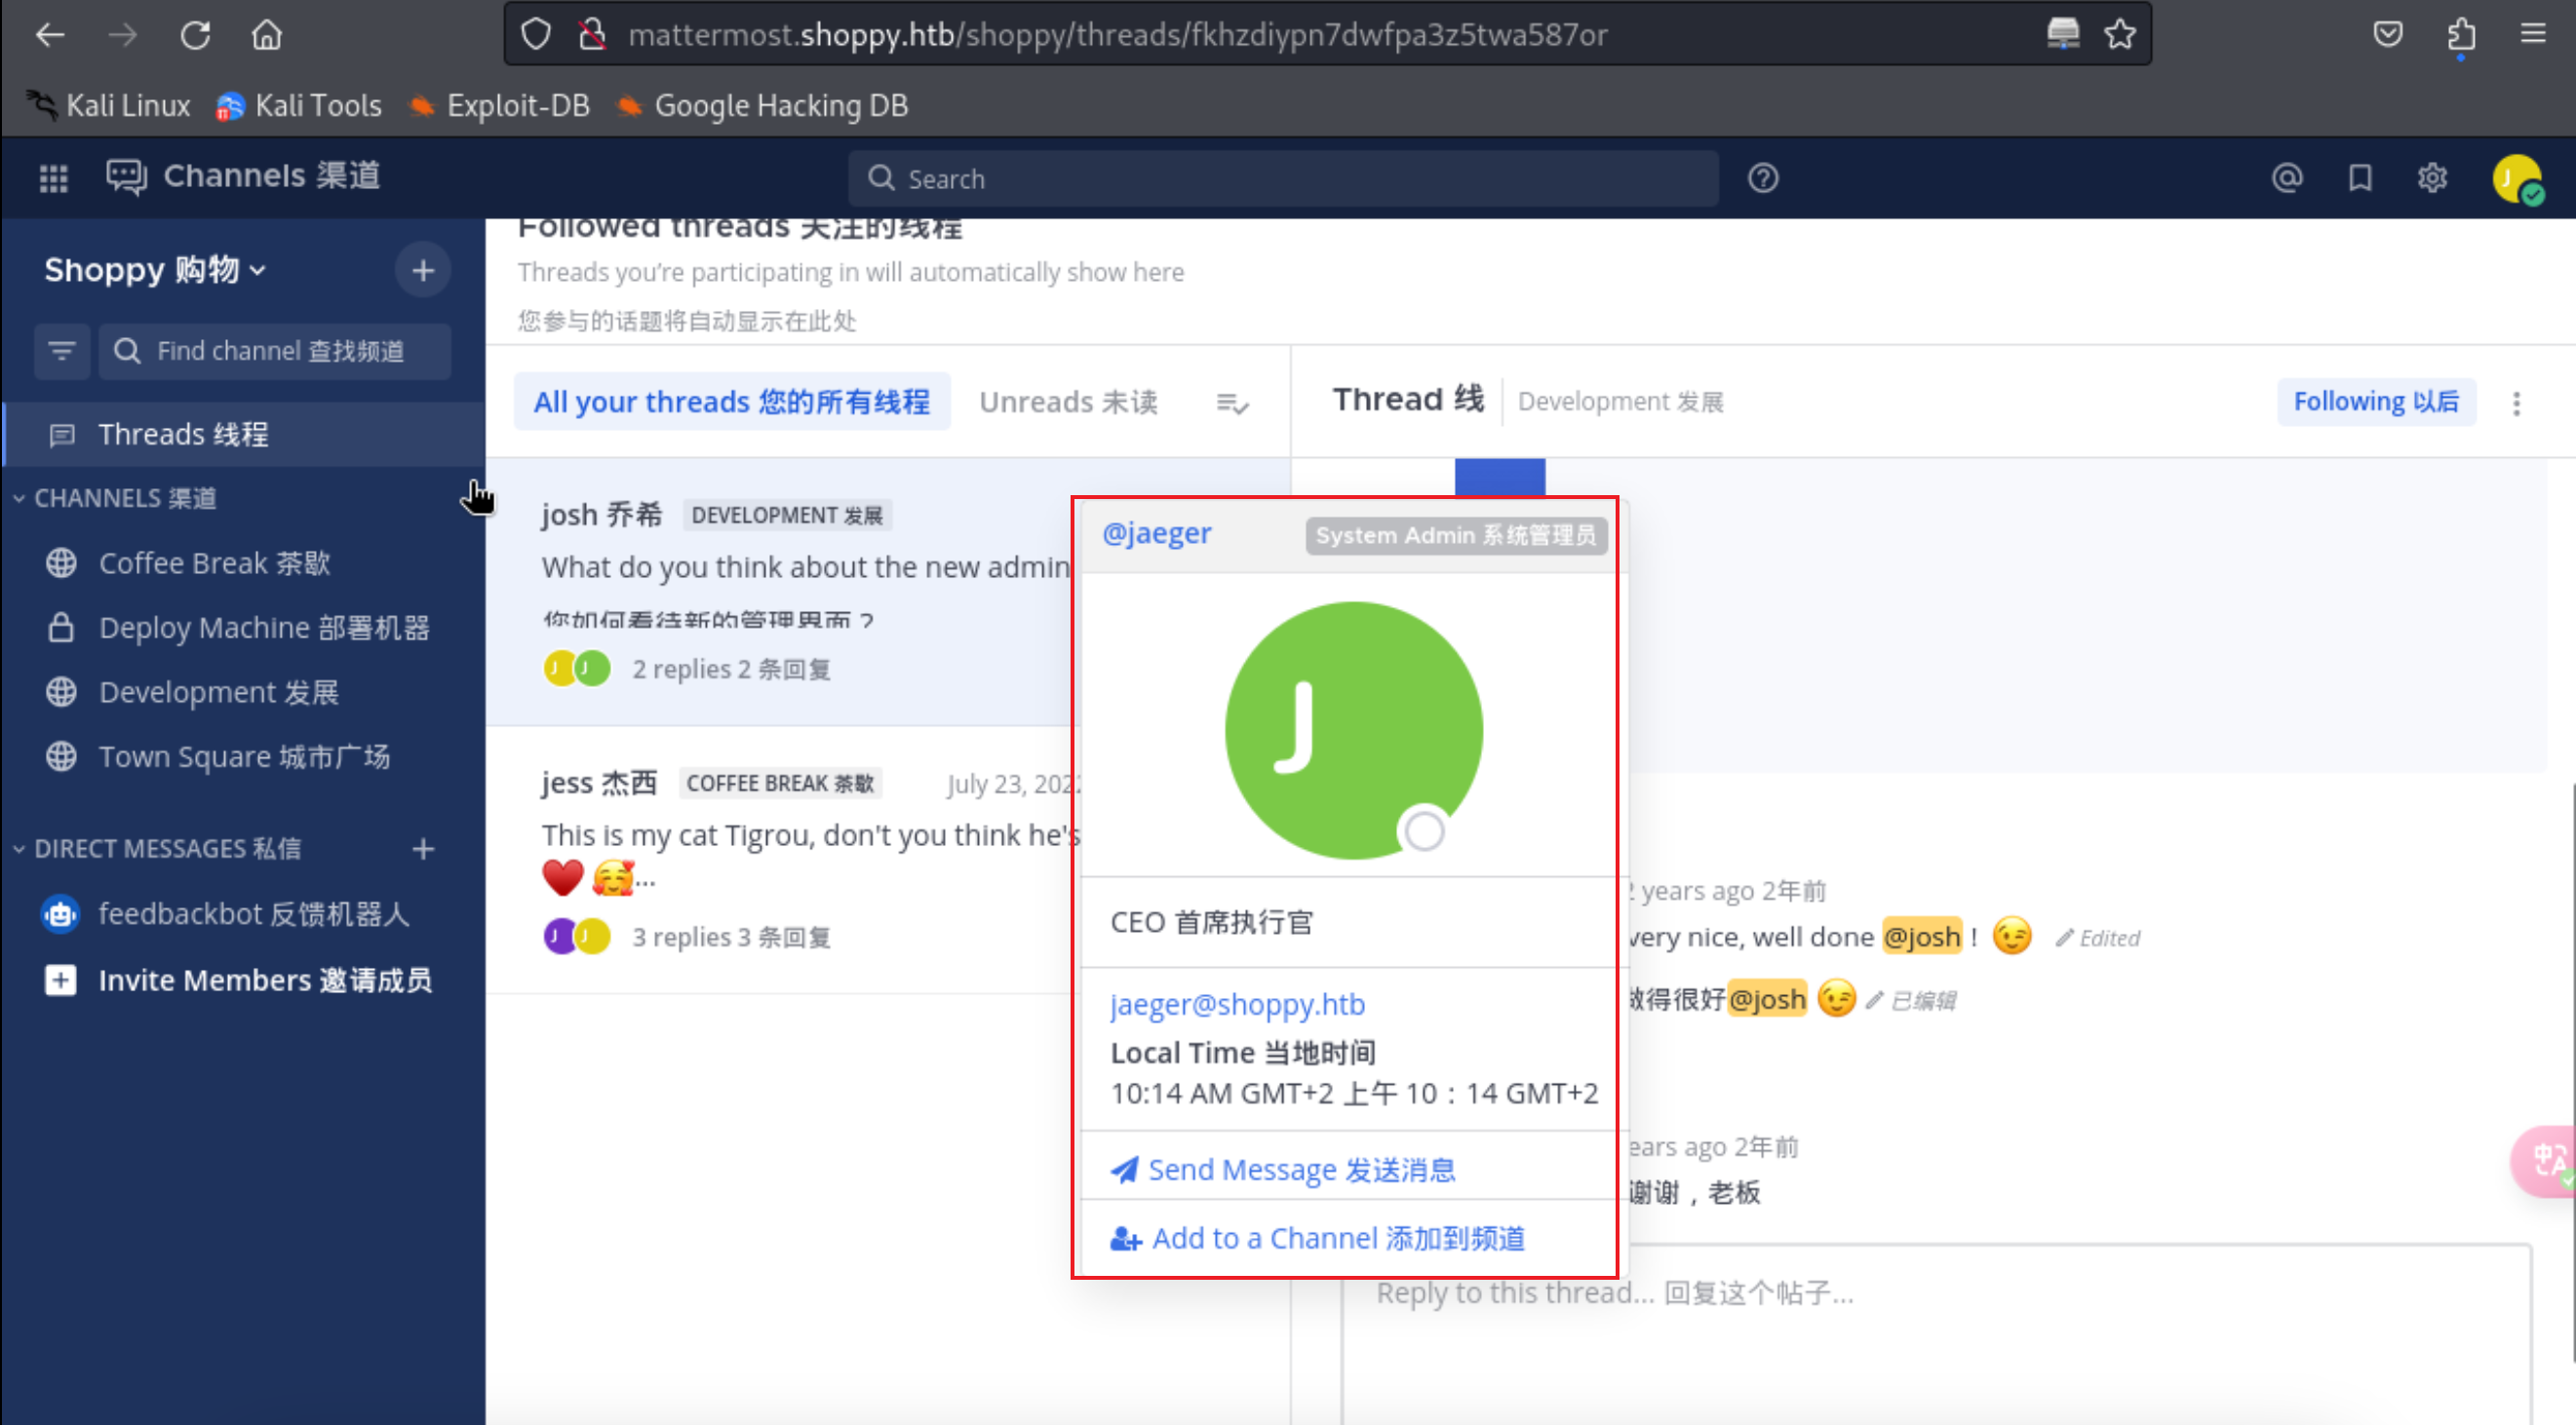 mattermost.shoppy.htb/shoppy/threads/fkhzdiypn7dwfpa3z5twa587or
Kali Linux
Kali Tools
Exploit-DB
Google Hacking DB
Channels 渠道
Search
J
Shoppy 购物
Find channel 查找频道
Threads 线程
CHANNELS 渠道
Coffee Break 茶歇
Deploy Machine 部署机器
Development 发展
Town Square 城市广场
DIRECT MESSAGES 私信
feedbackbot 反馈机器人
Invite Members 邀请成员
Followed threads 关注的线程
Threads you're participating in will automatically show here
您参与的话题将自动显示在此处
All your threads 您的所有线程
Unreads 未读
josh 乔希 DEVELOPMENT 发展
What do you think about the new admin
你如何看待新的管理界面？
J J 2 replies 2 条回复
jess 杰西 COFFEE BREAK 茶歇 July 23, 202
This is my cat Tigrou, don't you think he's
❤️ 🥰...
J J 3 replies 3 条回复
Thread 线 Development 发展
Following 以后
@jaeger System Admin 系统管理员
J
CEO 首席执行官
jaeger@shoppy.htb
Local Time 当地时间
10:14 AM GMT+2 上午 10：14 GMT+2
Send Message 发送消息
Add to a Channel 添加到频道
2 years ago 2年前
very nice, well done @josh ! 😉 Edited
做得很好@josh 😉 已编辑
ears ago 2年前
谢谢，老板
Reply to this thread... 回复这个帖子...
中A